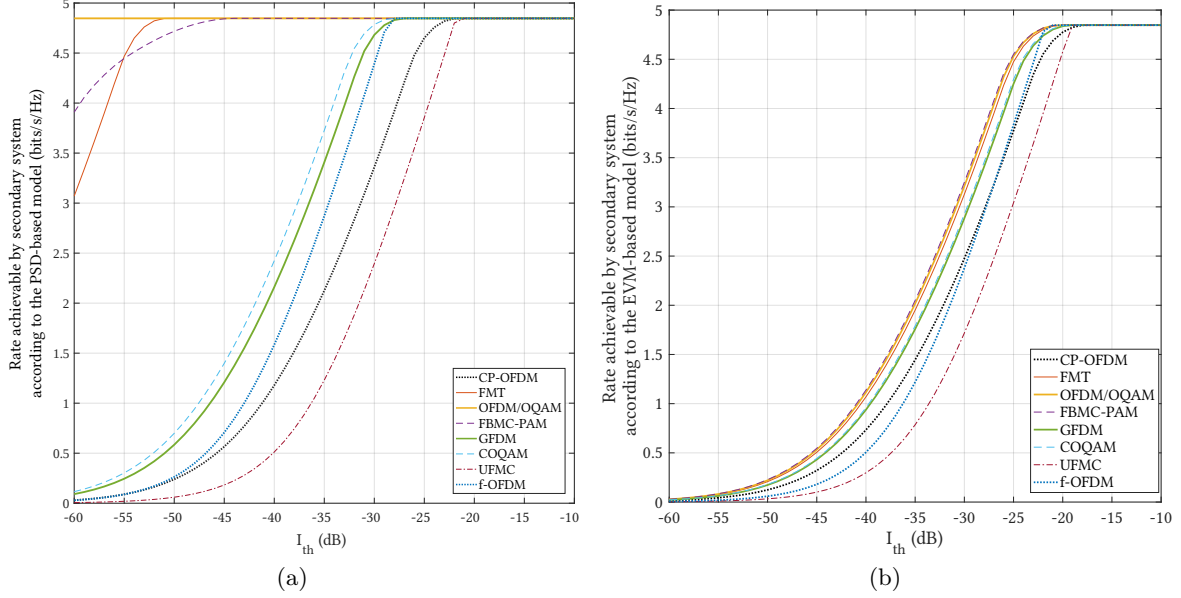 Rate achievable by secondary system
according to the PSD-based model (bits/s/Hz)
5
4.5
4
3.5
3
2.5
2
1.5
1
0.5
0
-60 -55 -50 -45 -40 -35 -30 -25 -20 -15 -10
I_th (dB)
CP-OFDM
FMT
OFDM/OQAM
FBMC-PAM
GFDM
COQAM
UFMC
f-OFDM
(a)
Rate achievable by secondary system
according to the EVM-based model (bits/s/Hz)
5
4.5
4
3.5
3
2.5
2
1.5
1
0.5
0
-60 -55 -50 -45 -40 -35 -30 -25 -20 -15 -10
I_th (dB)
CP-OFDM
FMT
OFDM/OQAM
FBMC-PAM
GFDM
COQAM
UFMC
f-OFDM
(b)